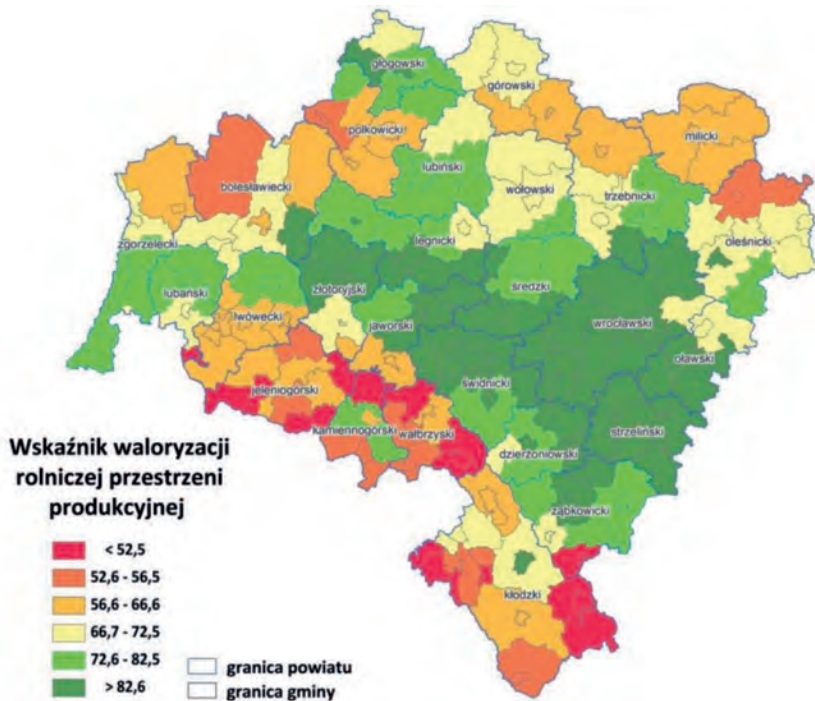 głogowski
górowski
polkowicki
milicki
bolesławiecki
lubiński
wołowski
trzebnicki
zgorzelecki
legnicki
oleśnicki
lubański
złotoryjski
średzki
lwówecki
jaworski
wrocławski
oławski
jeleniogórski
świdnicki
kamiennogórski
wałbrzyski
strzeliński
dzierżoniowski
ząbkowicki
kłodzki
Wskaźnik waloryzacji
rolniczej przestrzeni
produkcyjnej
< 52,5
52,6 - 56,5
56,6 - 66,6
66,7 - 72,5
72,6 - 82,5
> 82,6
granica powiatu
granica gminy